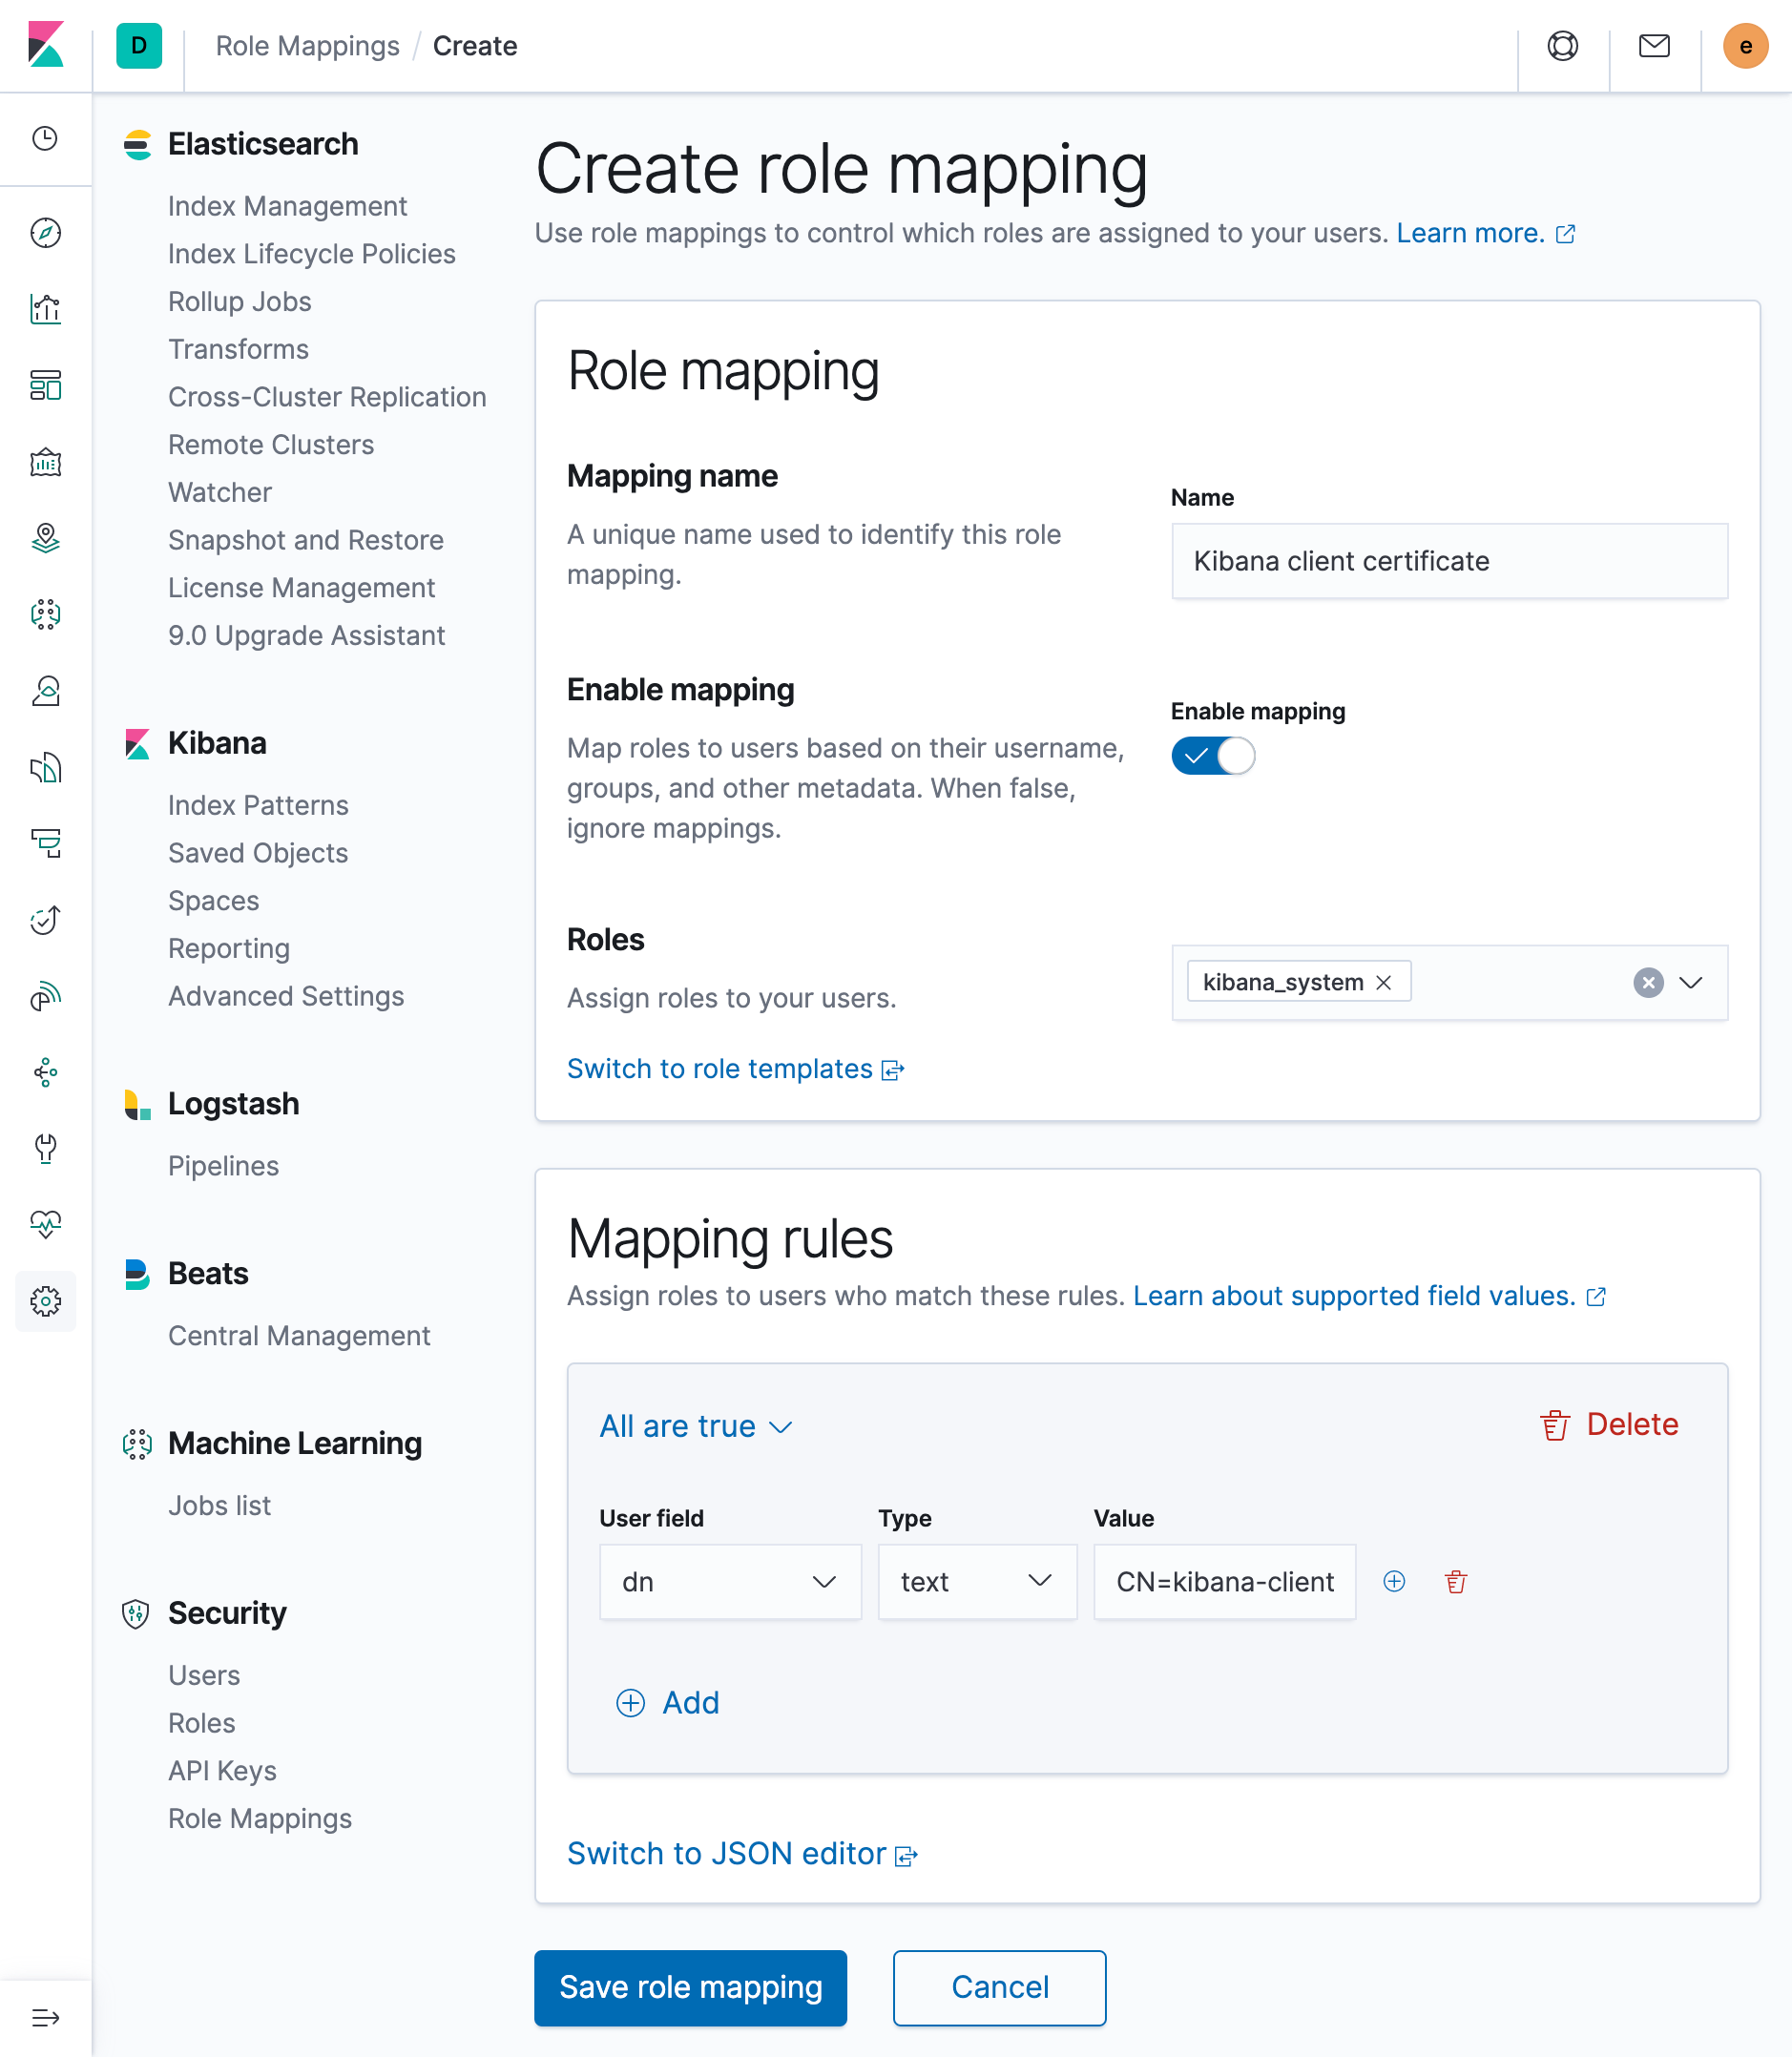 D
Role Mappings / Create
e
Elasticsearch
Index Management
Index Lifecycle Policies
Rollup Jobs
Transforms
Cross-Cluster Replication
Remote Clusters
Watcher
Snapshot and Restore
License Management
9.0 Upgrade Assistant
Kibana
Index Patterns
Saved Objects
Spaces
Reporting
Advanced Settings
Logstash
Pipelines
Beats
Central Management
Machine Learning
Jobs list
Security
Users
Roles
API Keys
Role Mappings
Create role mapping
Use role mappings to control which roles are assigned to your users. Learn more.
Role mapping
Mapping name
A unique name used to identify this role
mapping.
Name
Kibana client certificate
Enable mapping
Map roles to users based on their username,
groups, and other metadata. When false,
ignore mappings.
Enable mapping
Roles
Assign roles to your users.
Switch to role templates
kibana_system
Mapping rules
Assign roles to users who match these rules. Learn about supported field values.
All are true
Delete
User field
Type
Value
dn
text
CN=kibana-client
Add
Switch to JSON editor
Save role mapping
Cancel